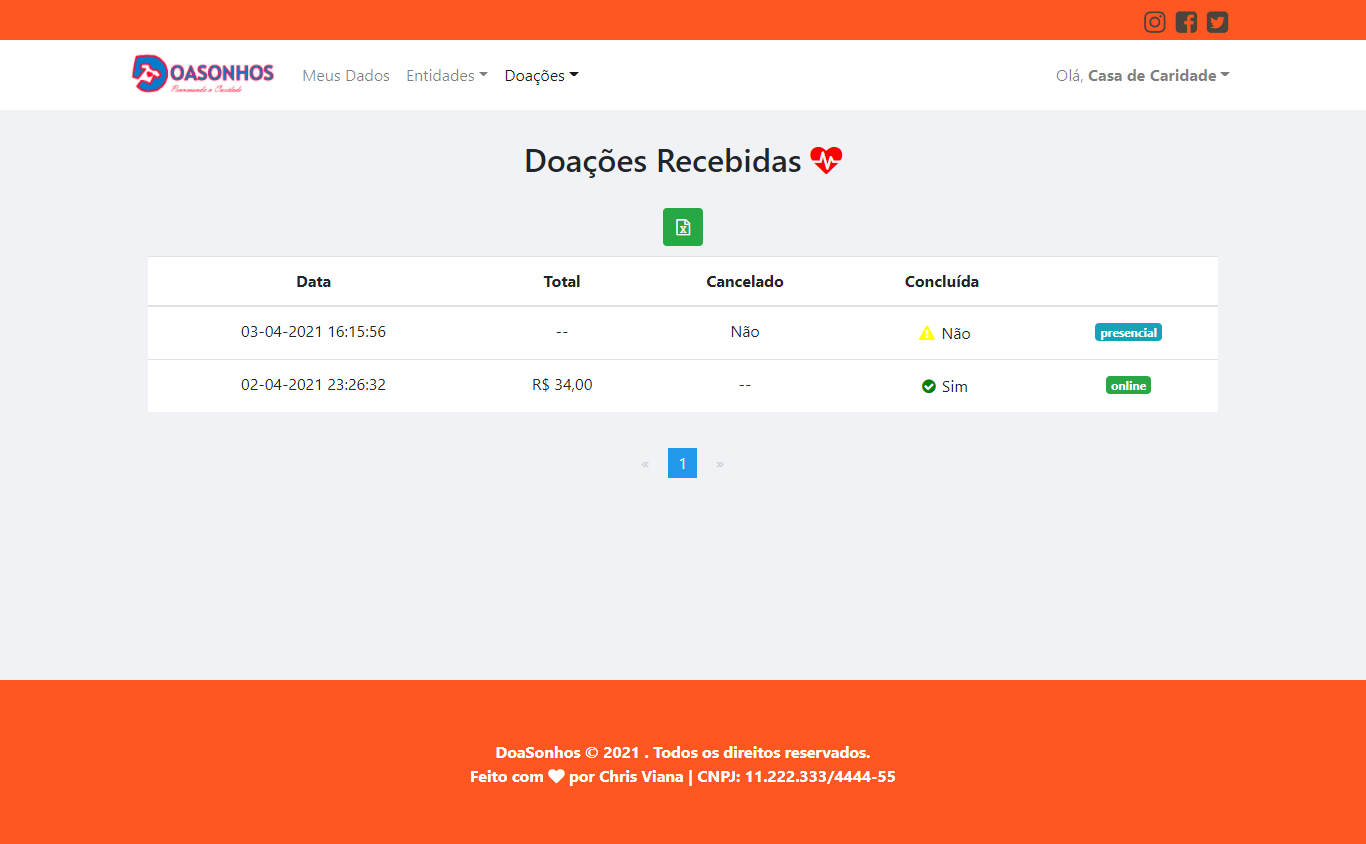 DOASONHOS
Meus Dados Entidades Doações Olá, Casa de Caridade
Doações Recebidas
Data Total Cancelado Concluída
03-04-2021 16:15:56 -- Não Não presencial
02-04-2021 23:26:32 R$ 34,00 -- Sim online
« 1 »
DoaSonhos © 2021 . Todos os direitos reservados.
Feito com por Chris Viana | CNPJ: 11.222.333/4444-55